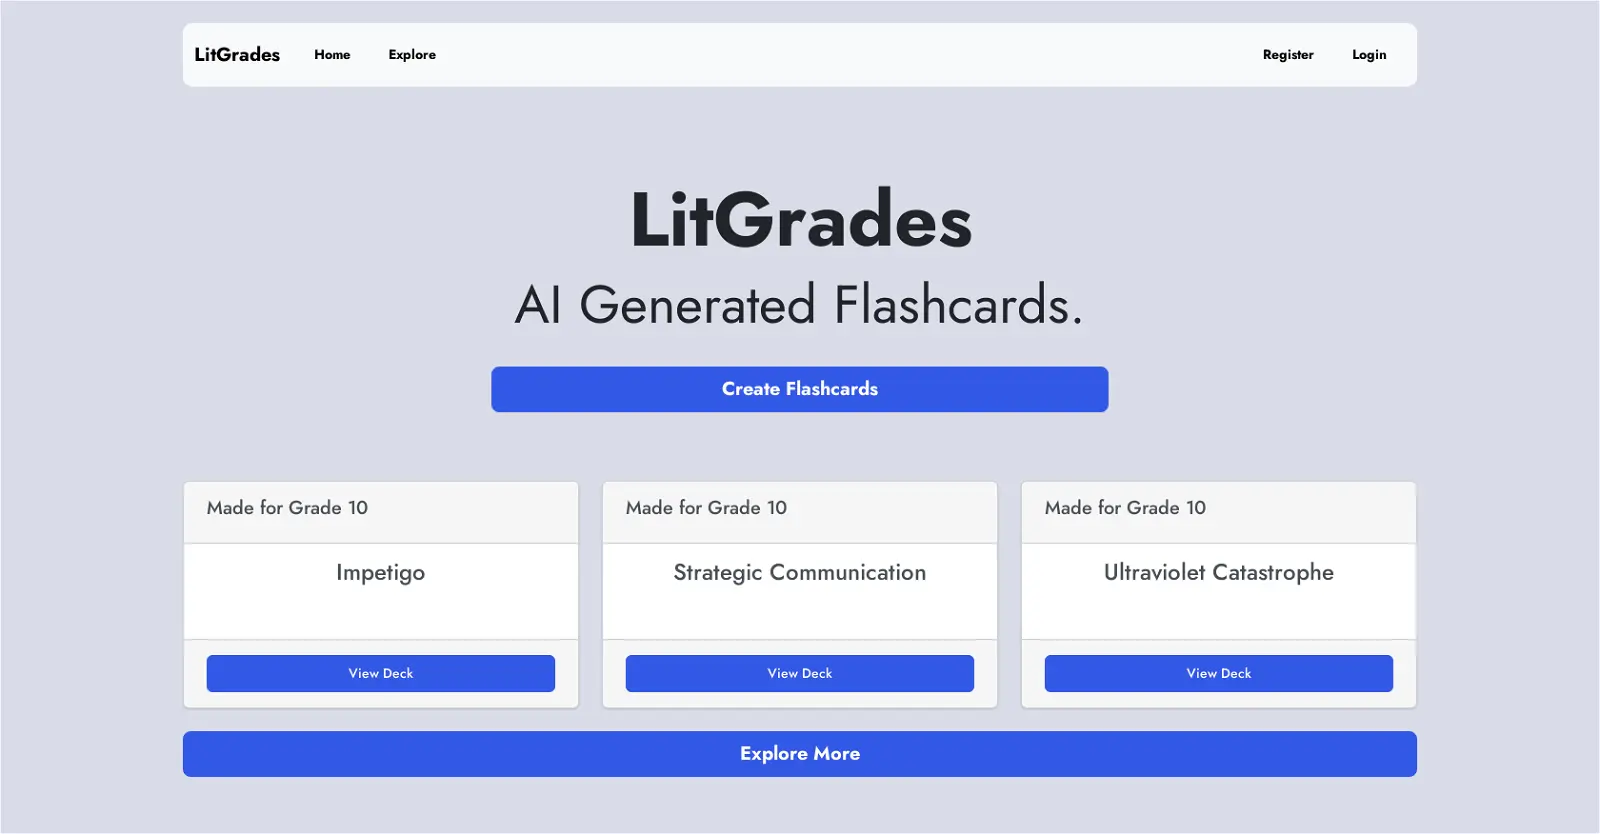 LitGrades Home Explore Register Login
LitGrades
AI Generated Flashcards.
Create Flashcards
Made for Grade 10
Impetigo
View Deck
Made for Grade 10
Strategic Communication
View Deck
Made for Grade 10
Ultraviolet Catastrophe
View Deck
Explore More